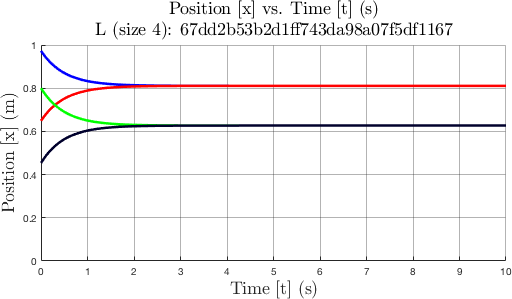 Position [x] vs. Time [t] (s)
L (size 4): 67dd2b53b2d1ff743da98a07f5df1167
Position [x] (m)
1
0.8
0.6
0.4
0.2
0
0 1 2 3 4 5 6 7 8 9 10
Time [t] (s)